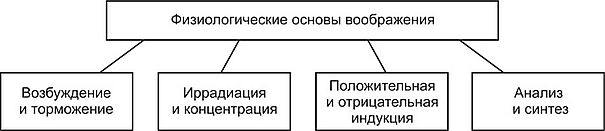 Физиологические основы воображения
Возбуждение
и торможение
Иррадиация
и концентрация
Положительная
и отрицательная
индукция
Анализ
и синтез